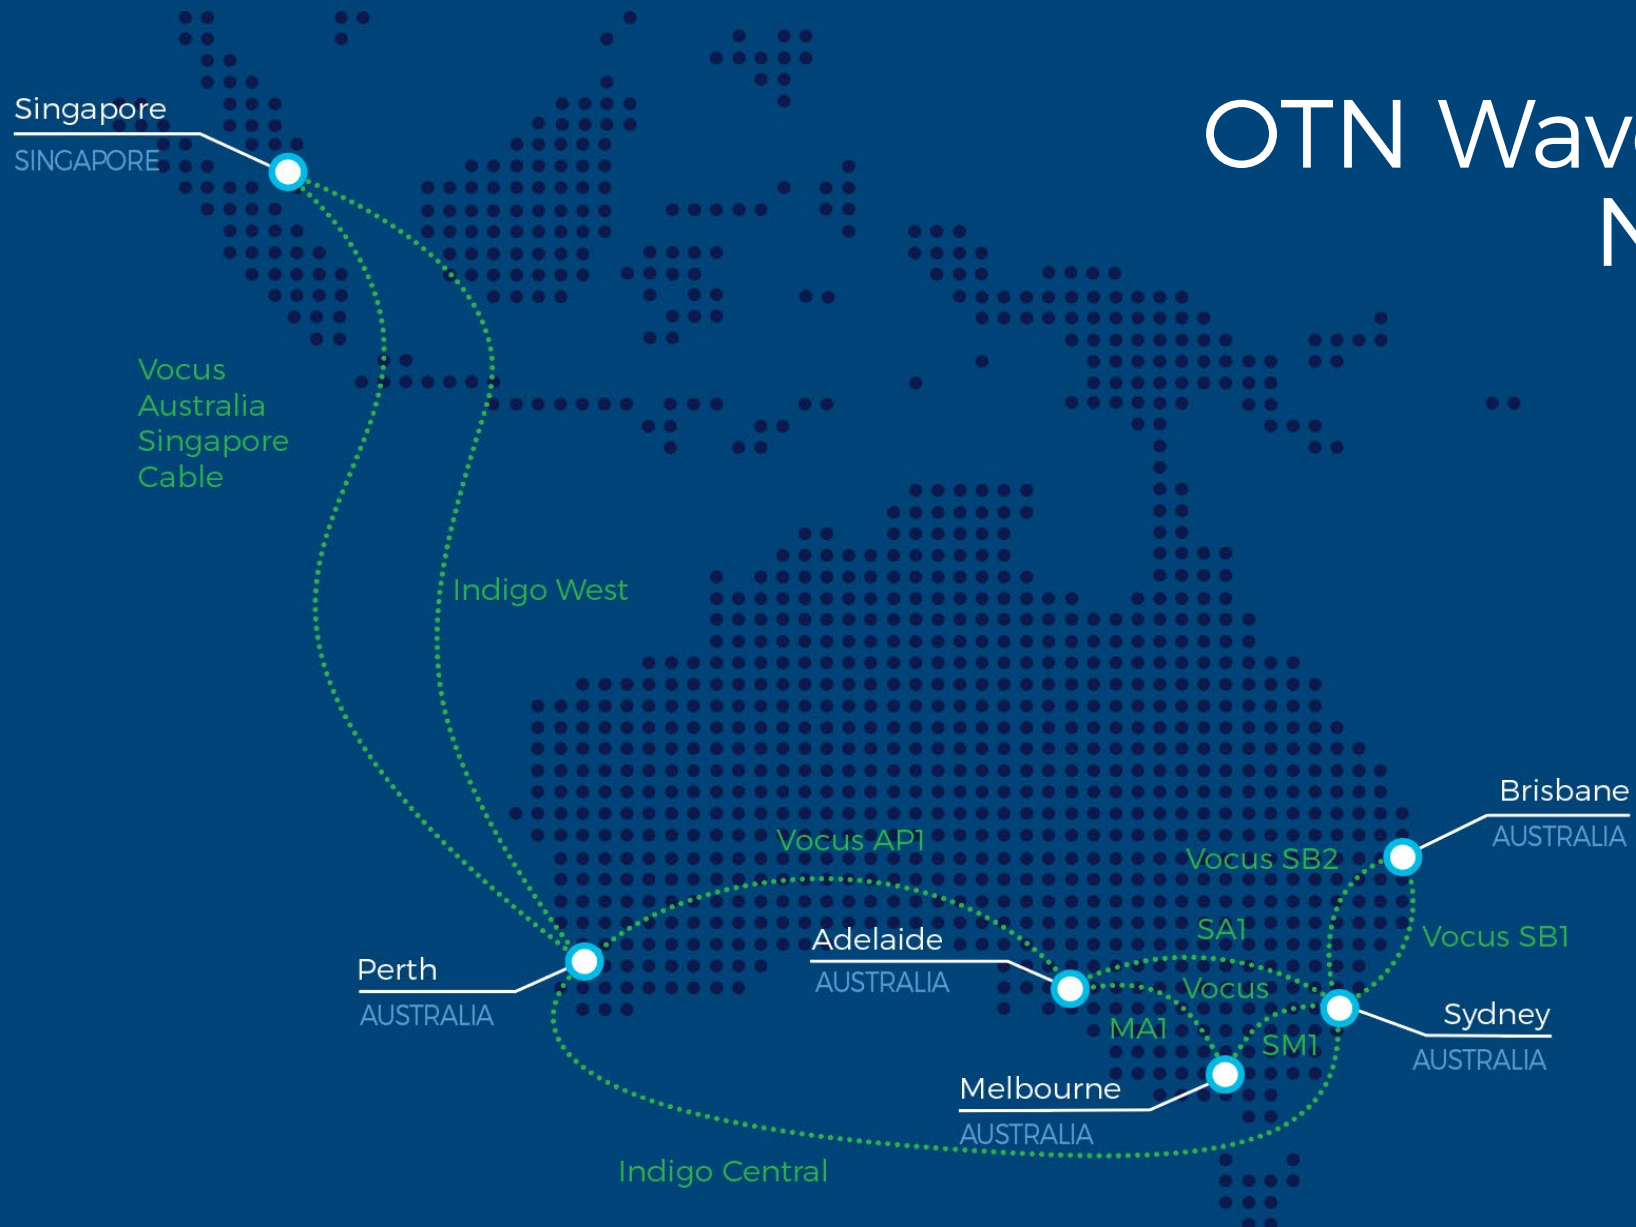 OTN Wav
N
Singapore
SINGAPORE
Vocus
Australia
Singapore
Cable
Indigo West
Brisbane
AUSTRALIA
Vocus AP1
Vocus SB2
SA1
Vocus SB1
Adelaide
AUSTRALIA
Perth
AUSTRALIA
Vocus
MA1
SM1
Sydney
AUSTRALIA
Melbourne
AUSTRALIA
Indigo Central